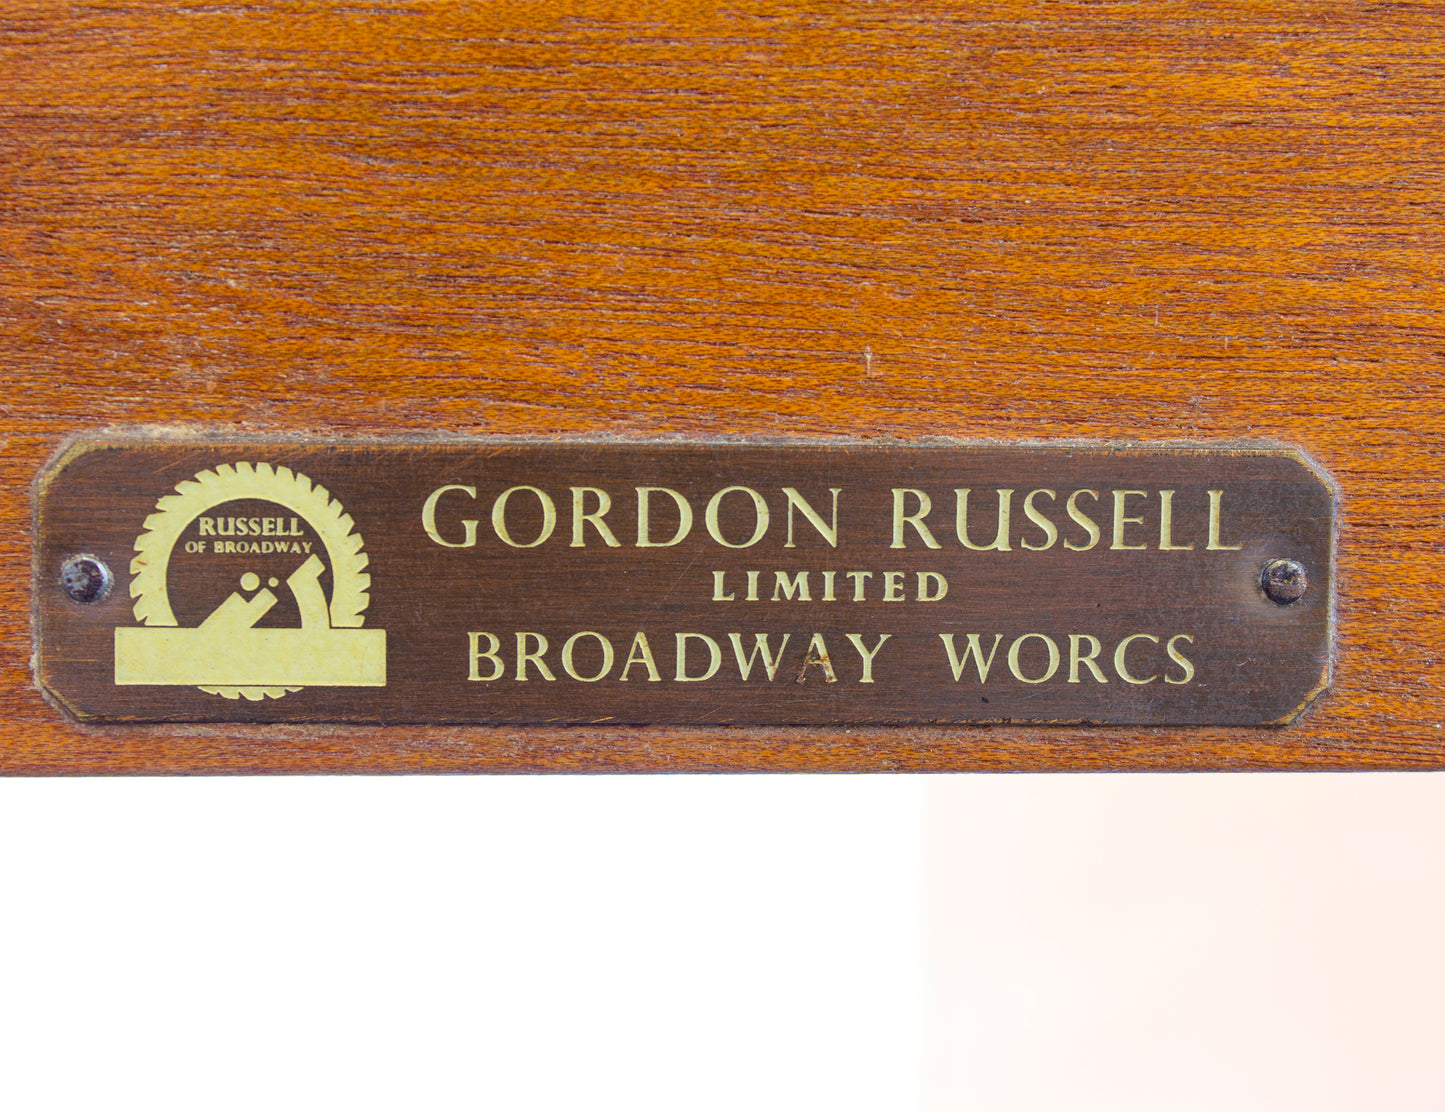 RUSSELL
OF BROADWAY
GORDON RUSSELL
LIMITED
BROADWAY WORCS